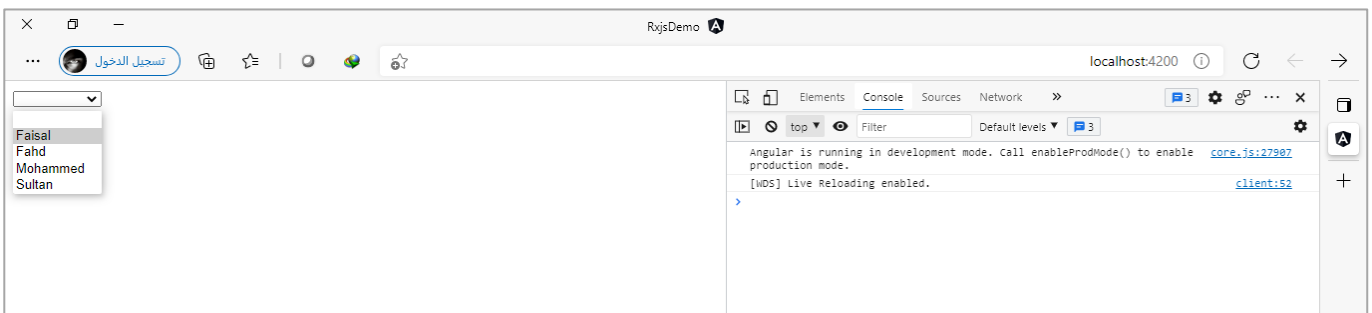 RxjsDemo
تسجيل الدخول
localhost:4200
Faisal
Fahd
Mohammed
Sultan
Elements Console Sources Network » 3
top Filter Default levels 3
Angular is running in development mode. Call enableProdMode() to enable core.js:27907
production mode.
[WDS] Live Reloading enabled. client:52